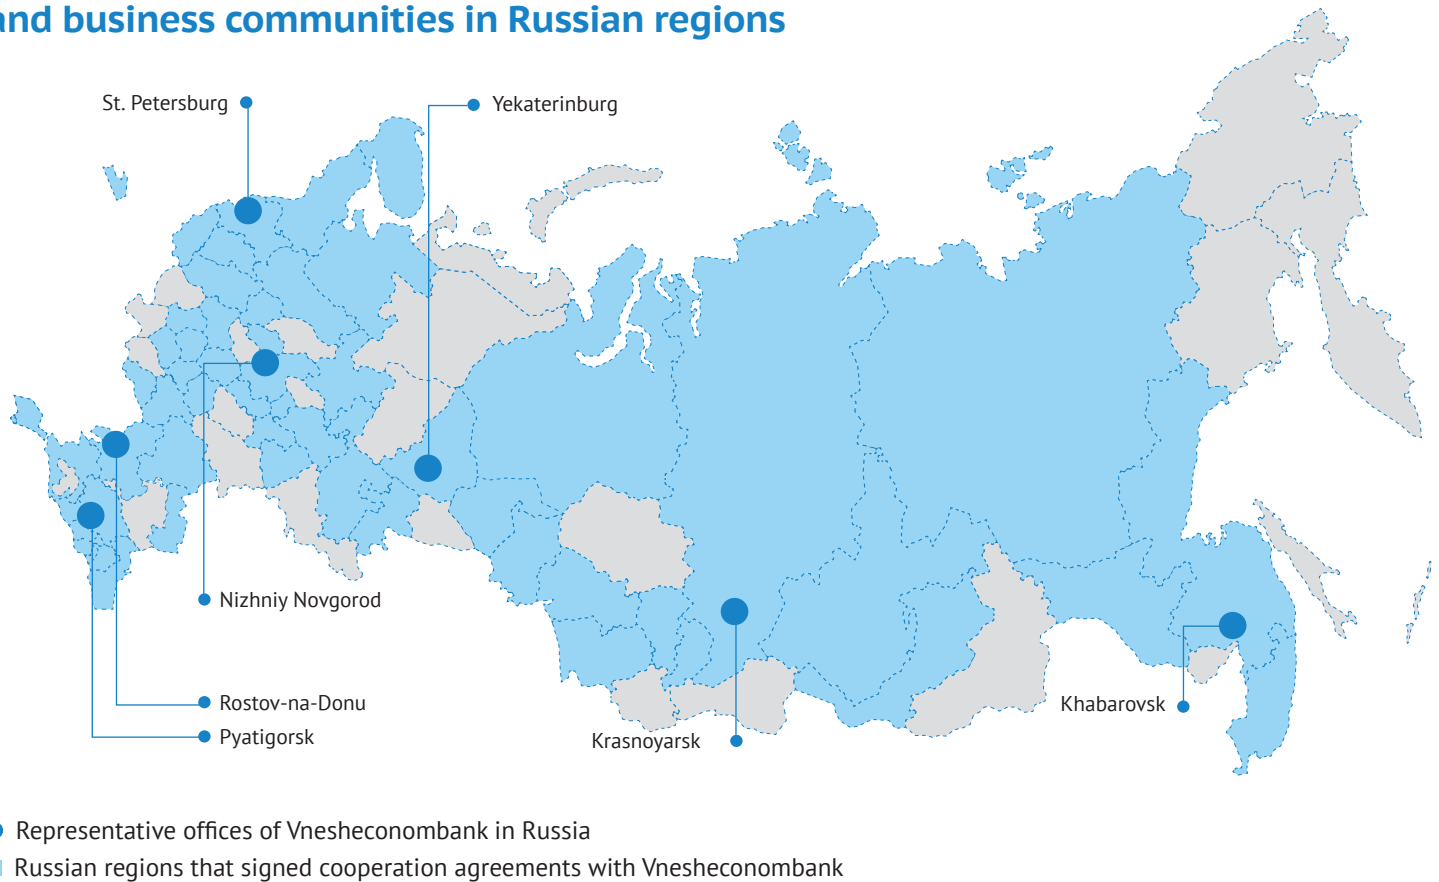 and business communities in Russian regions
St. Petersburg
Yekaterinburg
Nizhniy Novgorod
Rostov-na-Donu
Pyatigorsk
Khabarovsk
Krasnoyarsk
Representative offices of Vnesheconombank in Russia
Russian regions that signed cooperation agreements with Vnesheconombank